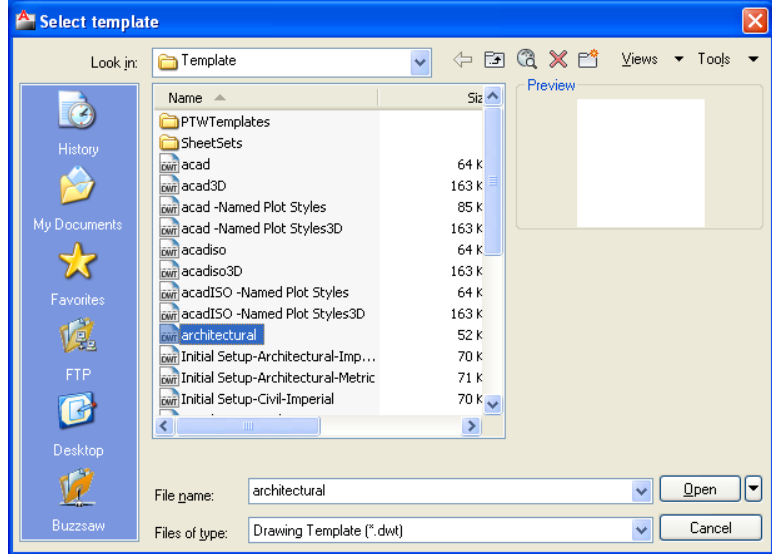 Select template
Look in: Template Views Tools
Name Siz Preview
PTWTemplates
SheetSets
acad 64 K
acad3D 163 K
acad -Named Plot Styles 85 K
acad -Named Plot Styles3D 163 K
acadiso 64 K
acadiso3D 163 K
acadISO -Named Plot Styles 64 K
acadISO -Named Plot Styles3D 163 K
architectural 52 K
Initial Setup-Architectural-Imp... 70 K
Initial Setup-Architectural-Metric 71 K
Initial Setup-Civil-Imperial 70 K
History
My Documents
Favorites
FTP
Desktop
Buzzsaw
File name: architectural Open
Files of type: Drawing Template (*.dwt) Cancel